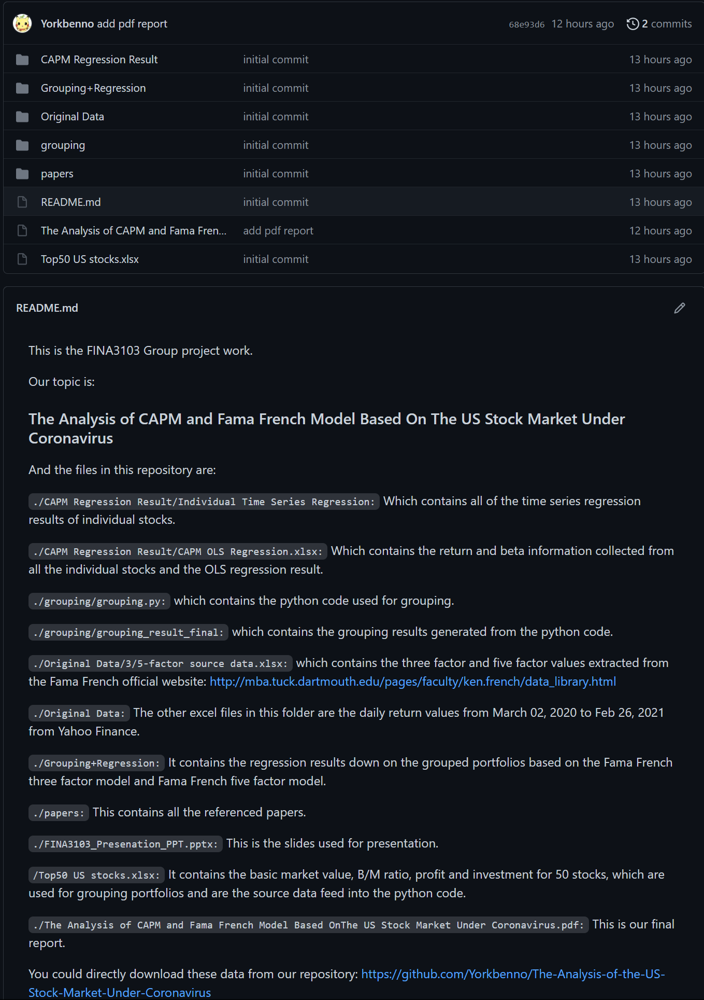 Yorkbenno add pdf report 68e93d6 12 hours ago 2 commits
CAPM Regression Result initial commit 13 hours ago
Grouping+Regression initial commit 13 hours ago
Original Data initial commit 13 hours ago
grouping initial commit 13 hours ago
papers initial commit 13 hours ago
README.md initial commit 13 hours ago
The Analysis of CAPM and Fama Fren... add pdf report 12 hours ago
Top50 US stocks.xlsx initial commit 13 hours ago
README.md
This is the FINA3103 Group project work.
Our topic is:
The Analysis of CAPM and Fama French Model Based On The US Stock Market Under
Coronavirus
And the files in this repository are:
./CAPM Regression Result/Individual Time Series Regression: Which contains all of the time series regression
results of individual stocks.
./CAPM Regression Result/CAPM OLS Regression.xlsx: Which contains the return and beta information collected from
all the individual stocks and the OLS regression result.
./grouping/grouping.py: which contains the python code used for grouping.
./grouping/grouping_result_final: which contains the grouping results generated from the python code.
./Original Data/3/5-factor source data.xlsx: which contains the three factor and five factor values extracted from
the Fama French official website: http://mba.tuck.dartmouth.edu/pages/faculty/ken.french/data_library.html
./Original Data: The other excel files in this folder are the daily return values from March 02, 2020 to Feb 26, 2021
from Yahoo Finance.
./Grouping+Regression: It contains the regression results down on the grouped portfolios based on the Fama French
three factor model and Fama French five factor model.
./papers: This contains all the referenced papers.
./FINA3103_Presenation_PPT.pptx: This is the slides used for presentation.
/Top50 US stocks.xlsx: It contains the basic market value, B/M ratio, profit and investment for 50 stocks, which are
used for grouping portfolios and are the source data feed into the python code.
./The Analysis of CAPM and Fama French Model Based OnThe US Stock Market Under Coronavirus.pdf: This is our final
report.
You could directly download these data from our repository: https://github.com/Yorkbenno/The-Analysis-of-the-US-
Stock-Market-Under-Coronavirus